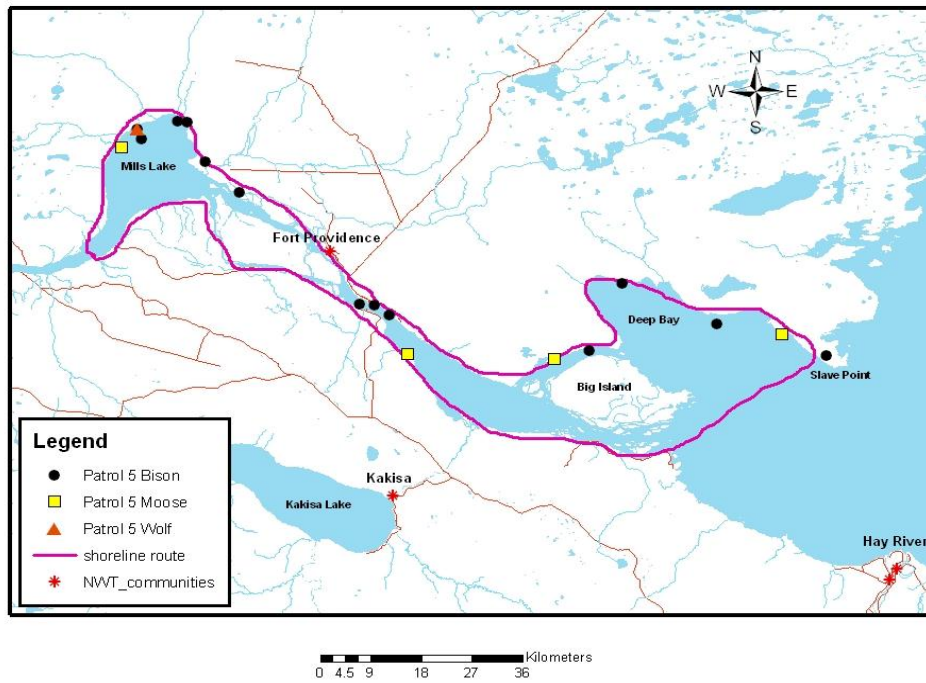 N
W E
S
Mills Lake
Fort Providence
Deep Bay
Big Island
Slave Point
Kakisa
Kakisa Lake
Hay River
Legend
Patrol 5 Bison
Patrol 5 Moose
Patrol 5 Wolf
shoreline route
NWT_communities
Kilometers
0 4.5 9 18 27 36